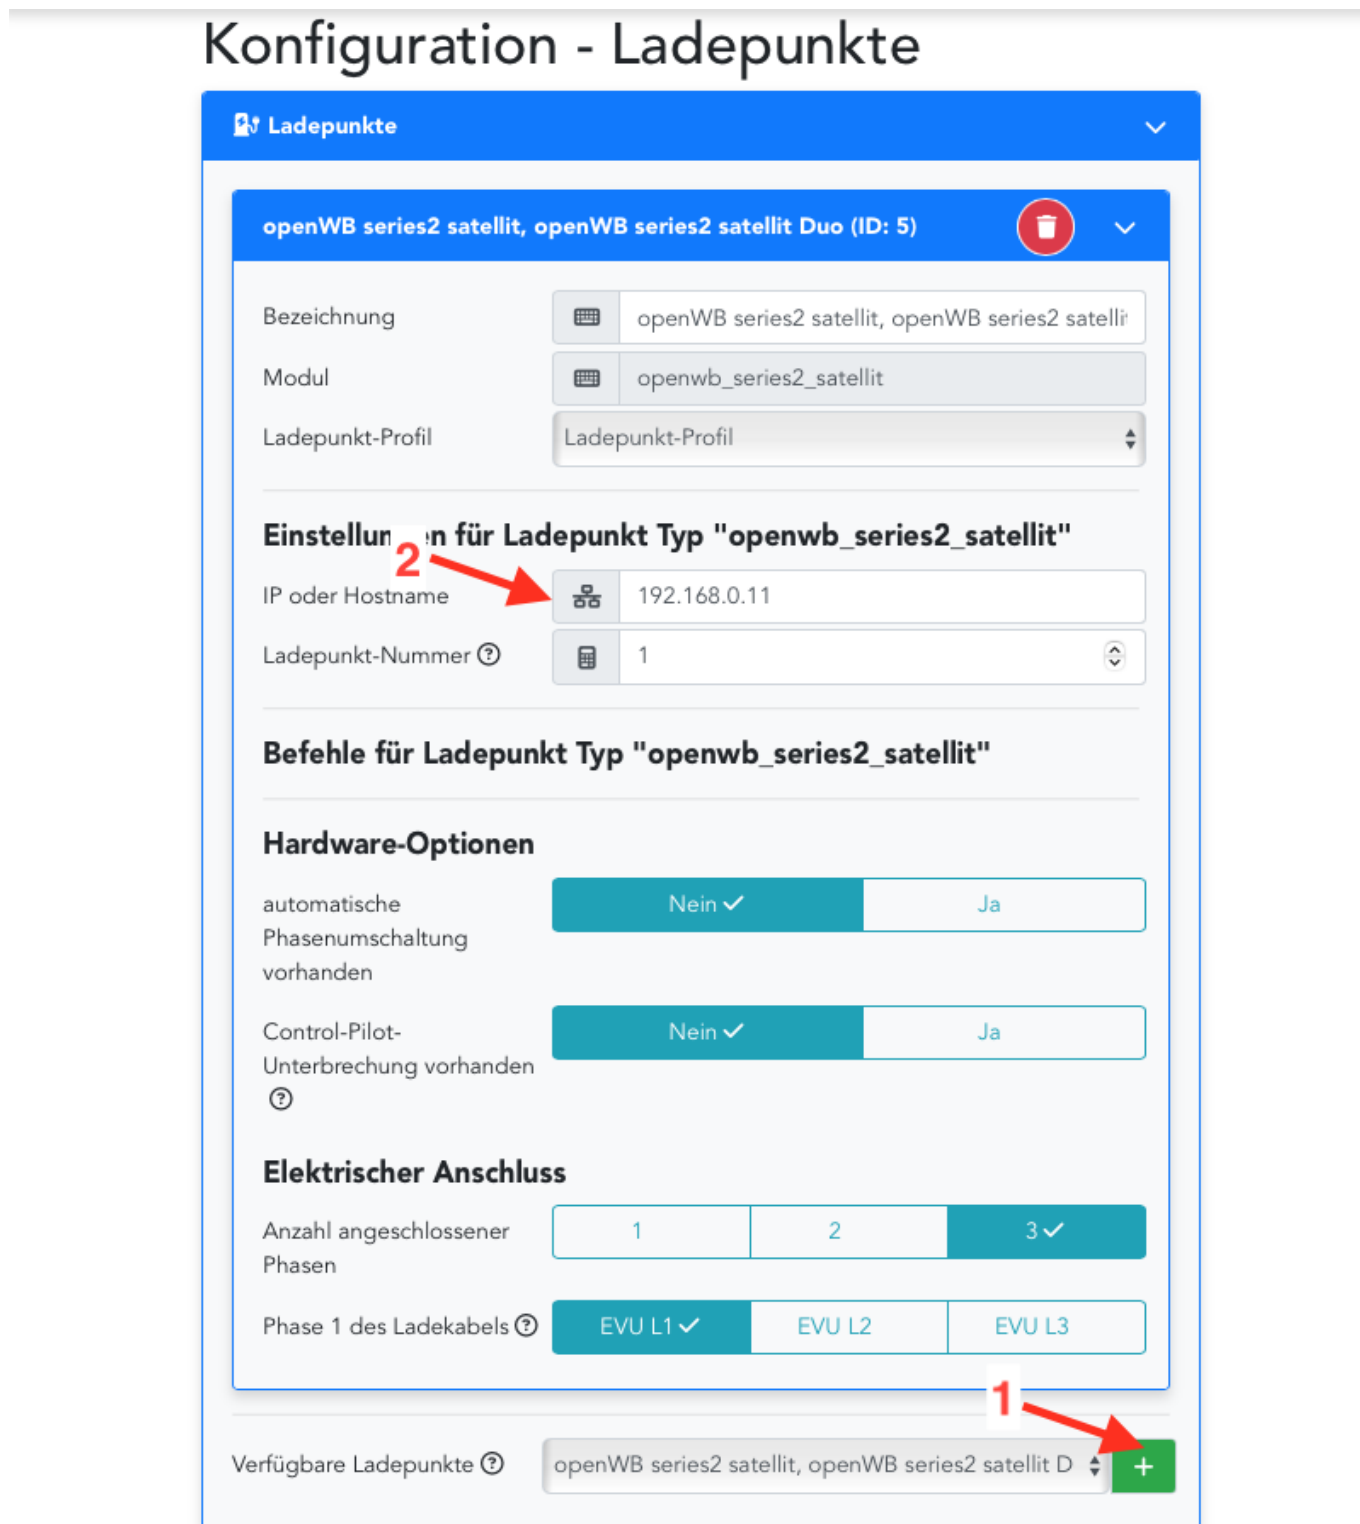 Konfiguration - Ladepunkte
Ladepunkte
openWB series2 satellit, openWB series2 satellit Duo (ID: 5)
Bezeichnung openWB series2 satellit, openWB series2
Modul openwb_series2_satellit
Ladepunkt-Profil Ladepunkt-Profil
für Ladepunkt Typ "openwb_series2_satellit"
2
IP oder Hostname 192.168.0.11
Ladepunkt-Nummer ? 1
Befehle für Ladepunkt Typ "openwb_series2_satellit"
Hardware-Optionen
automatische Nein Ja
Phasenumschaltung
vorhanden
Control-Pilot- Nein Ja
Unterbrechung vorhanden
?
Elektrischer Anschluss
Anzahl angeschlossener 1 2 3
Phasen
Phase 1 des Ladekabels ? EVU L1 EVU L2 EVU L3
1
Verfügbare Ladepunkte ? openWB series2 satellit, openWB series2 satellit D +